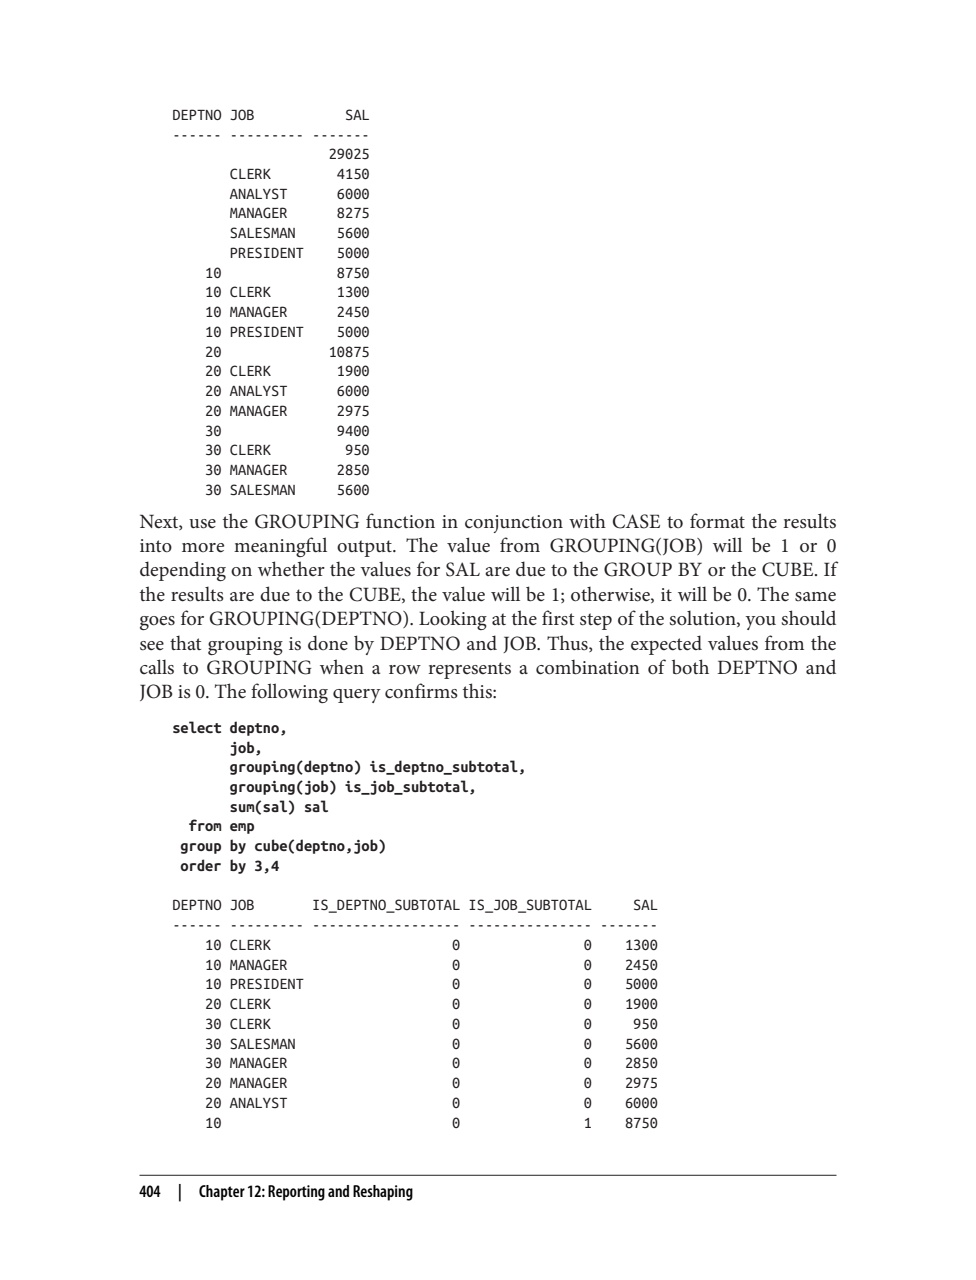 DEPTNO JOB           SAL
------ --------- -------
                   29025
       CLERK        4150
       ANALYST      6000
       MANAGER      8275
       SALESMAN     5600
       PRESIDENT    5000
    10              8750
    10 CLERK        1300
    10 MANAGER      2450
    10 PRESIDENT    5000
    20             10875
    20 CLERK        1900
    20 ANALYST      6000
    20 MANAGER      2975
    30              9400
    30 CLERK         950
    30 MANAGER      2850
    30 SALESMAN     5600
Next, use the GROUPING function in conjunction with CASE to format the results
into more meaningful output. The value from GROUPING(JOB) will be 1 or 0
depending on whether the values for SAL are due to the GROUP BY or the CUBE. If
the results are due to the CUBE, the value will be 1; otherwise, it will be 0. The same
goes for GROUPING(DEPTNO). Looking at the first step of the solution, you should
see that grouping is done by DEPTNO and JOB. Thus, the expected values from the
calls to GROUPING when a row represents a combination of both DEPTNO and
JOB is 0. The following query confirms this:
select deptno,
       job,
       grouping(deptno) is_deptno_subtotal,
       grouping(job) is_job_subtotal,
       sum(sal) sal
  from emp
 group by cube(deptno,job)
 order by 3,4
DEPTNO JOB       IS_DEPTNO_SUBTOTAL IS_JOB_SUBTOTAL     SAL
------ --------- ------------------ --------------- -------
    10 CLERK                      0               0    1300
    10 MANAGER                    0               0    2450
    10 PRESIDENT                  0               0    5000
    20 CLERK                      0               0    1900
    30 CLERK                      0               0     950
    30 SALESMAN                   0               0    5600
    30 MANAGER                    0               0    2850
    20 MANAGER                    0               0    2975
    20 ANALYST                    0               0    6000
    10                            0               1    8750
404 | Chapter 12: Reporting and Reshaping